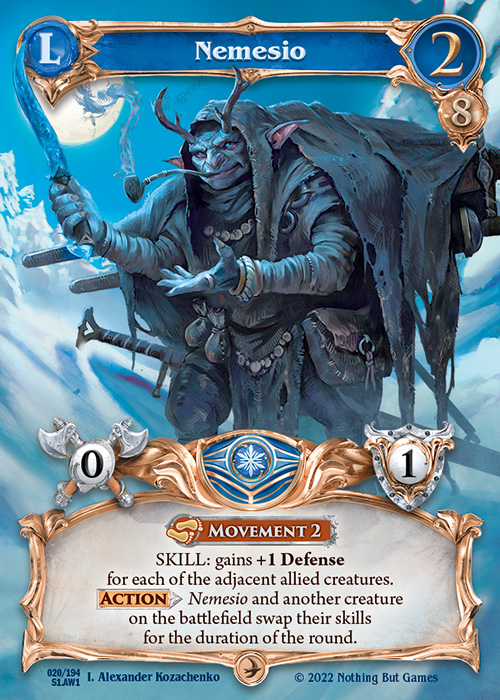 L
Nemesio
2
8
0
1
MOVEMENT 2
SKILL: gains +1 Defense
for each of the adjacent allied creatures.
ACTION Nemesio and another creature
on the battlefield swap their skills
for the duration of the round.
020/194
S1.AW1
I. Alexander Kozachenko
© 2022 Nothing But Games